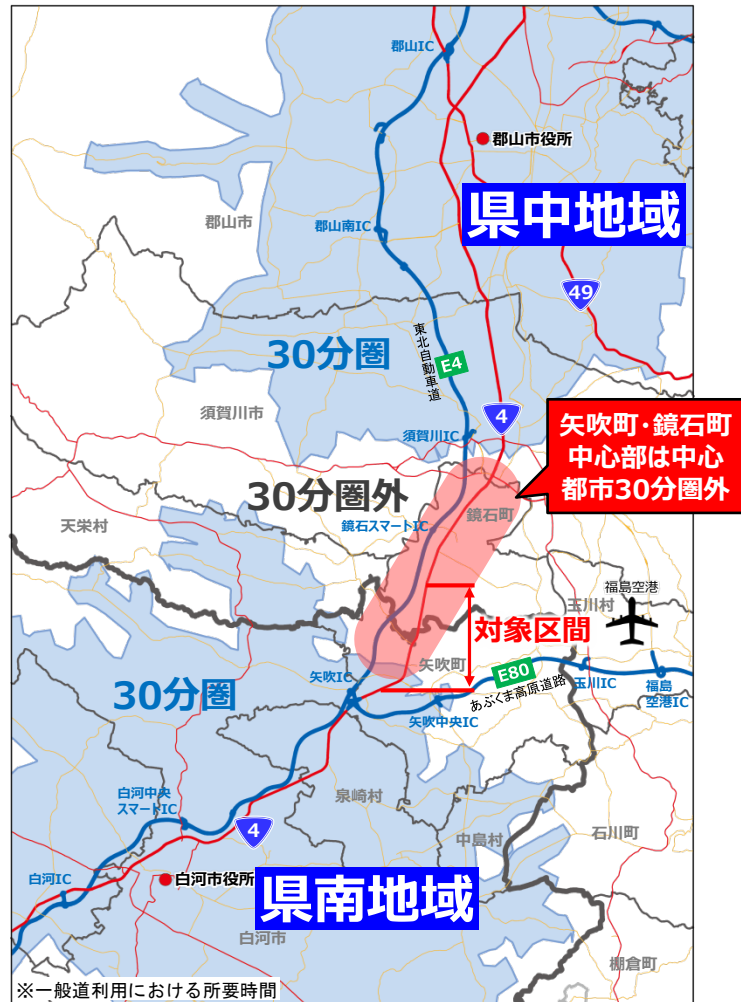 郡山IC
郡山市役所
県中地域
郡山市
郡山南IC
49
30分圏
東北自動車道
E4
須賀川市
4
須賀川IC
矢吹町・鏡石町
中心部は中心
都市30分圏外
30分圏外
鏡石町
天栄村
鏡石スマートIC
福島空港
玉川村
対象区間
矢吹町
E80
矢吹IC
30分圏
あぶくま高原道路
玉川IC
福島
空港IC
矢吹中央IC
白河中央
スマートIC
泉崎村
4
中島村
石川町
白河IC
白河市役所
県南地域
白河市
棚倉町
※一般道利用における所要時間